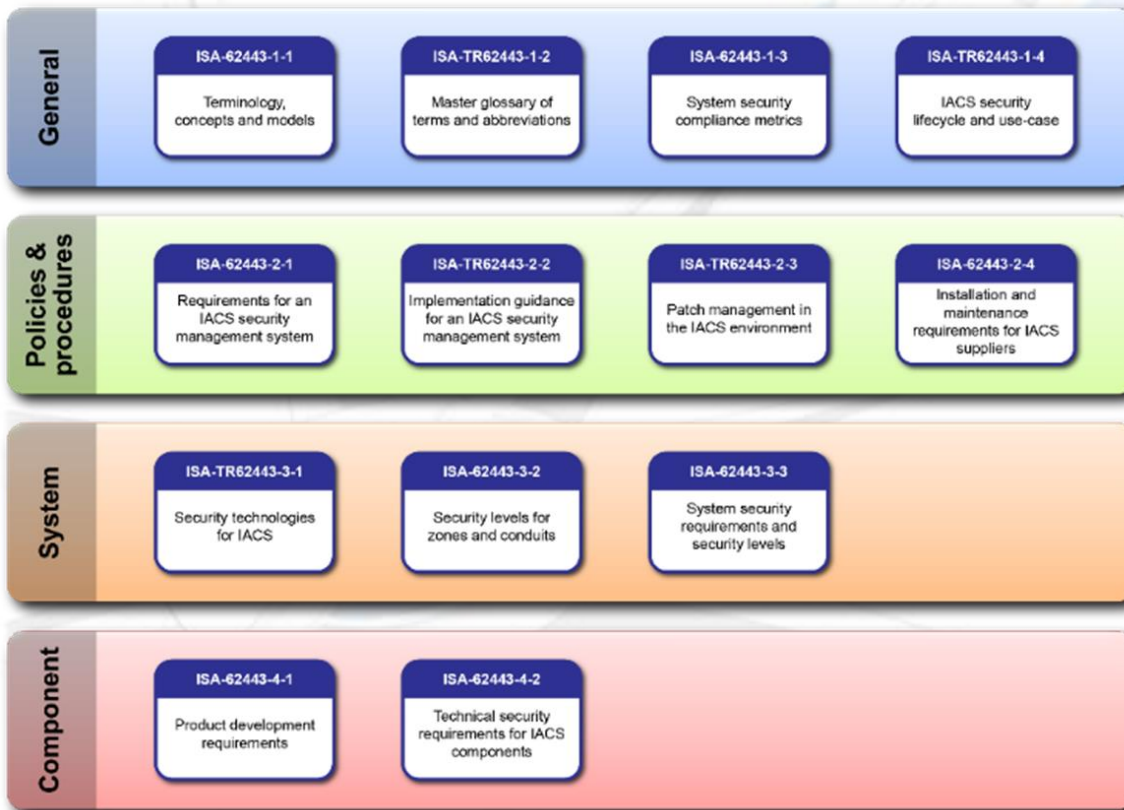 General
ISA-62443-1-1
Terminology,
concepts and models
ISA-TR62443-1-2
Master glossary of
terms and abbreviations
ISA-62443-1-3
System security
compliance metrics
ISA-TR62443-1-4
IACS security
lifecycle and use-case
Policies &
procedures
ISA-62443-2-1
Requirements for an
IACS security
management system
ISA-TR62443-2-2
Implementation guidance
for an IACS security
management system
ISA-TR62443-2-3
Patch management in
the IACS environment
ISA-62443-2-4
Installation and
maintenance
requirements for IACS
suppliers
System
ISA-TR62443-3-1
Security technologies
for IACS
ISA-62443-3-2
Security levels for
zones and conduits
ISA-62443-3-3
System security
requirements and
security levels
Component
ISA-62443-4-1
Product development
requirements
ISA-62443-4-2
Technical security
requirements for IACS
components